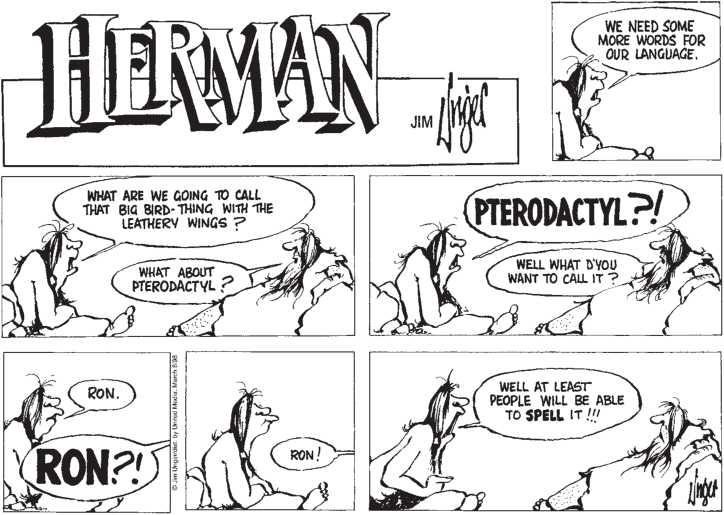 HERMAN
JIM Unger
WE NEED SOME
MORE WORDS FOR
OUR LANGUAGE.
WHAT ARE WE GOING TO CALL
THAT BIG BIRD-THING WITH THE
LEATHERY WINGS?
WHAT ABOUT
PTERODACTYL?
PTERODACTYL?!
WELL WHAT D'YOU
WANT TO CALL IT?
RON.
RON?!
© Jim Unger/dist. by United Media, March 8/98
RON!
WELL AT LEAST
PEOPLE WILL BE ABLE
TO SPELL IT!!!
Unger